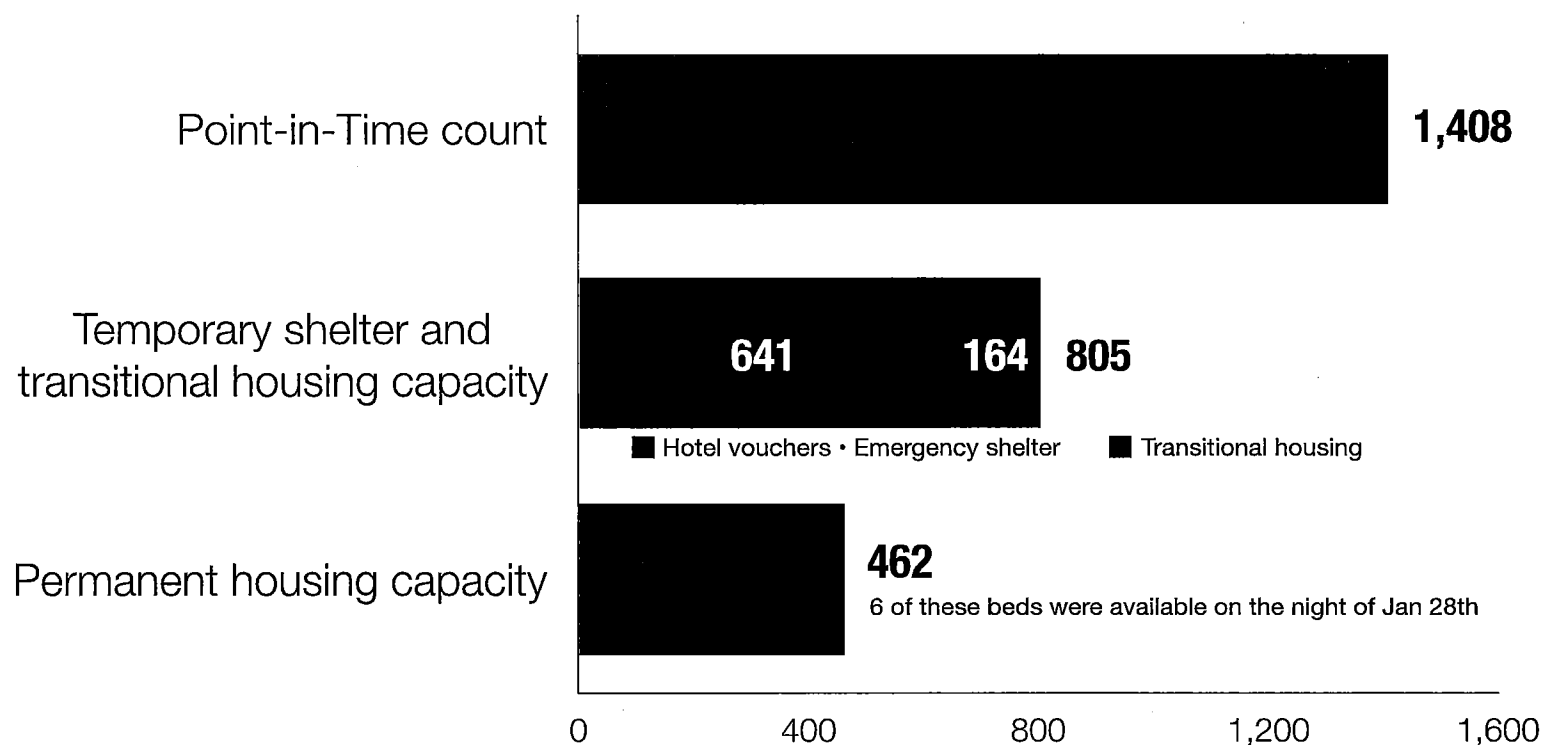 Point-in-Time count
1,408
Temporary shelter and
transitional housing capacity
641 164 805
Hotel vouchers • Emergency shelter Transitional housing
Permanent housing capacity
462
6 of these beds were available on the night of Jan 28th
0 400 800 1,200 1,600